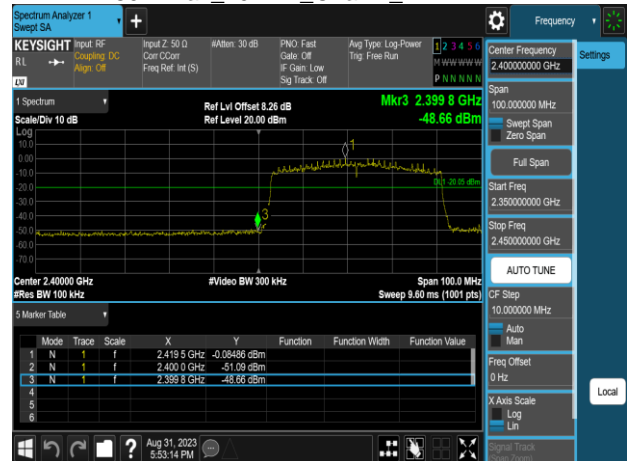 Spectrum Analyzer 1
Swept SA
Frequency
KEYSIGHT
RL
Input: RF
Coupling: DC
Align: Off
Input Z: 50 Ω
Corr CCorr
Freq Ref: Int (S)
#Atten: 30 dB
PNO: Fast
Gate: Off
IF Gain: Low
Sig Track: Off
Avg Type: Log-Power
Trig: Free Run
1 2 3 4 5 6
M W W W W W
P N N N N N
Center Frequency
2.400000000 GHz
Settings
1 Spectrum
Scale/Div 10 dB
Ref Lvl Offset 8.26 dB
Ref Level 20.00 dBm
Mkr3 2.399 8 GHz
-48.66 dBm
Span
100.000000 MHz
Swept Span
Zero Span
Log
10.0
0.00
-10.0
-20.0
-30.0
-40.0
-50.0
-60.0
-70.0
1
DL1 -20.05 dBm
3
Full Span
Start Freq
2.350000000 GHz
Stop Freq
2.450000000 GHz
AUTO TUNE
Center 2.40000 GHz
#Res BW 100 kHz
#Video BW 300 kHz
Span 100.0 MHz
Sweep 9.60 ms (1001 pts)
CF Step
10.000000 MHz
Auto
Man
5 Marker Table
Mode Trace Scale X Y Function Function Width Function Value
1 N 1 f 2.419 5 GHz -0.08486 dBm
2 N 1 f 2.400 0 GHz -51.09 dBm
3 N 1 f 2.399 8 GHz -48.66 dBm
4
5
6
Freq Offset
0 Hz
X Axis Scale
Log
Lin
Local
Signal Track
(Span Zoom)
?
Aug 31, 2023
5:53:14 PM